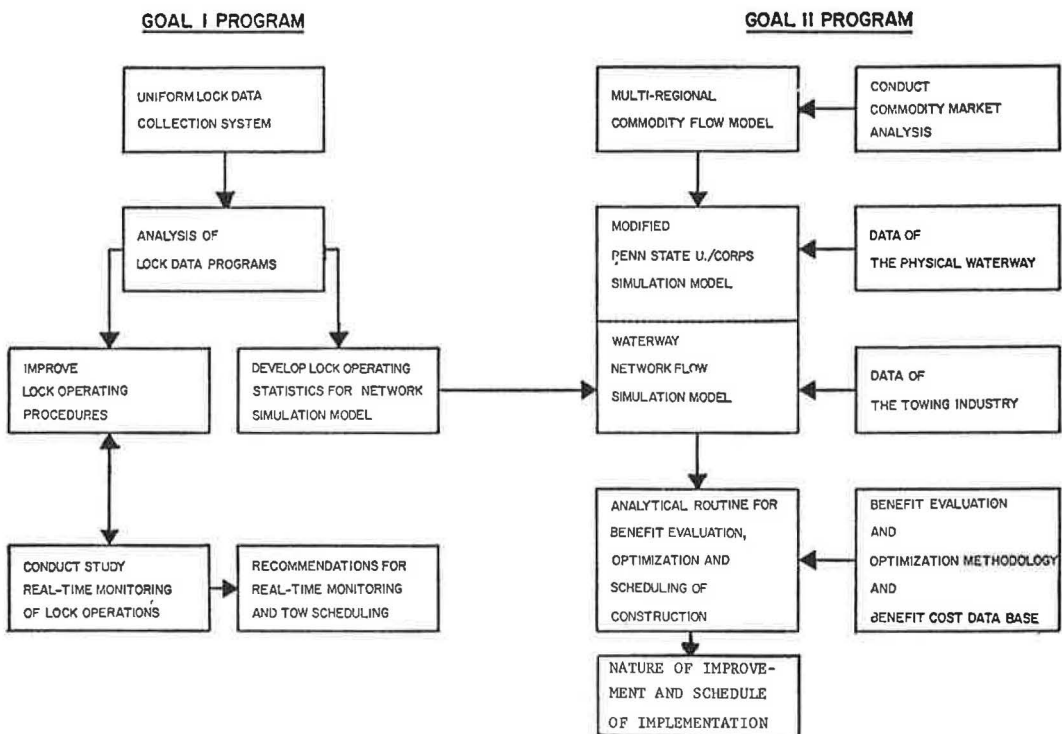 GOAL I PROGRAM
UNIFORM LOCK DATA
COLLECTION SYSTEM
ANALYSIS OF
LOCK DATA PROGRAMS
IMPROVE
LOCK OPERATING
PROCEDURES
DEVELOP LOCK OPERATING
STATISTICS FOR NETWORK
SIMULATION MODEL
CONDUCT STUDY
REAL-TIME MONITORING
OF LOCK OPERATIONS
RECOMMENDATIONS FOR
REAL-TIME MONITORING
AND TOW SCHEDULING
GOAL II PROGRAM
MULTI-REGIONAL
COMMODITY FLOW MODEL
CONDUCT
COMMODITY MARKET
ANALYSIS
MODIFIED
PENN STATE U./CORPS
SIMULATION MODEL
DATA OF
THE PHYSICAL WATERWAY
WATERWAY
NETWORK FLOW
SIMULATION MODEL
DATA OF
THE TOWING INDUSTRY
ANALYTICAL ROUTINE FOR
BENEFIT EVALUATION,
OPTIMIZATION AND
SCHEDULING OF
CONSTRUCTION
BENEFIT EVALUATION
AND
OPTIMIZATION METHODOLOGY
AND
BENEFIT COST DATA BASE
NATURE OF IMPROVE-
MENT AND SCHEDULE
OF IMPLEMENTATION